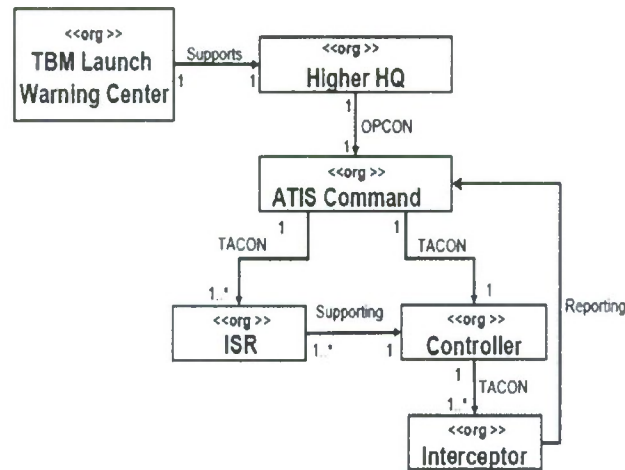 <<org >>
TBM Launch
Warning Center
Supports
1
1
<<org >>
Higher HQ
1
OPCON
1
<<org >>
ATIS Command
1
1
TACON
TACON
1..*
1
<<org >>
ISR
Supporting
1..*
1
<<org >>
Controller
Reporting
1
TACON
1..*
<<org >>
Interceptor